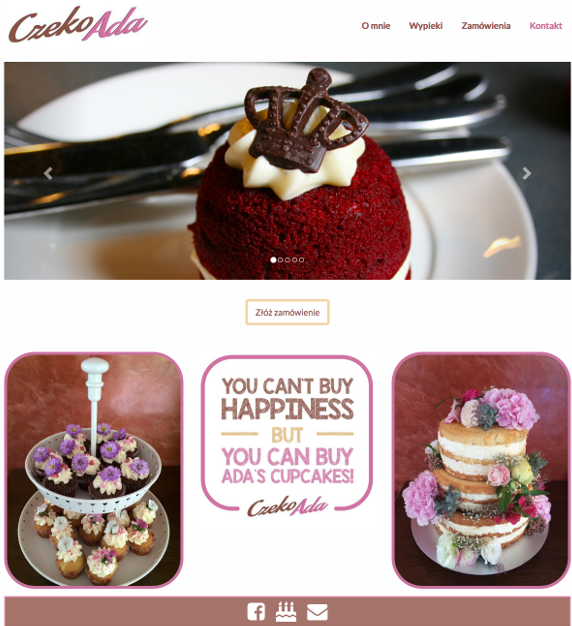 CzekoAda
O mnie Wypieki Zamówienia Kontakt
Złóż zamówienie
YOU CAN'T BUY
HAPPINESS
BUT
YOU CAN BUY
ADA'S CUPCAKES!
CzekoAda